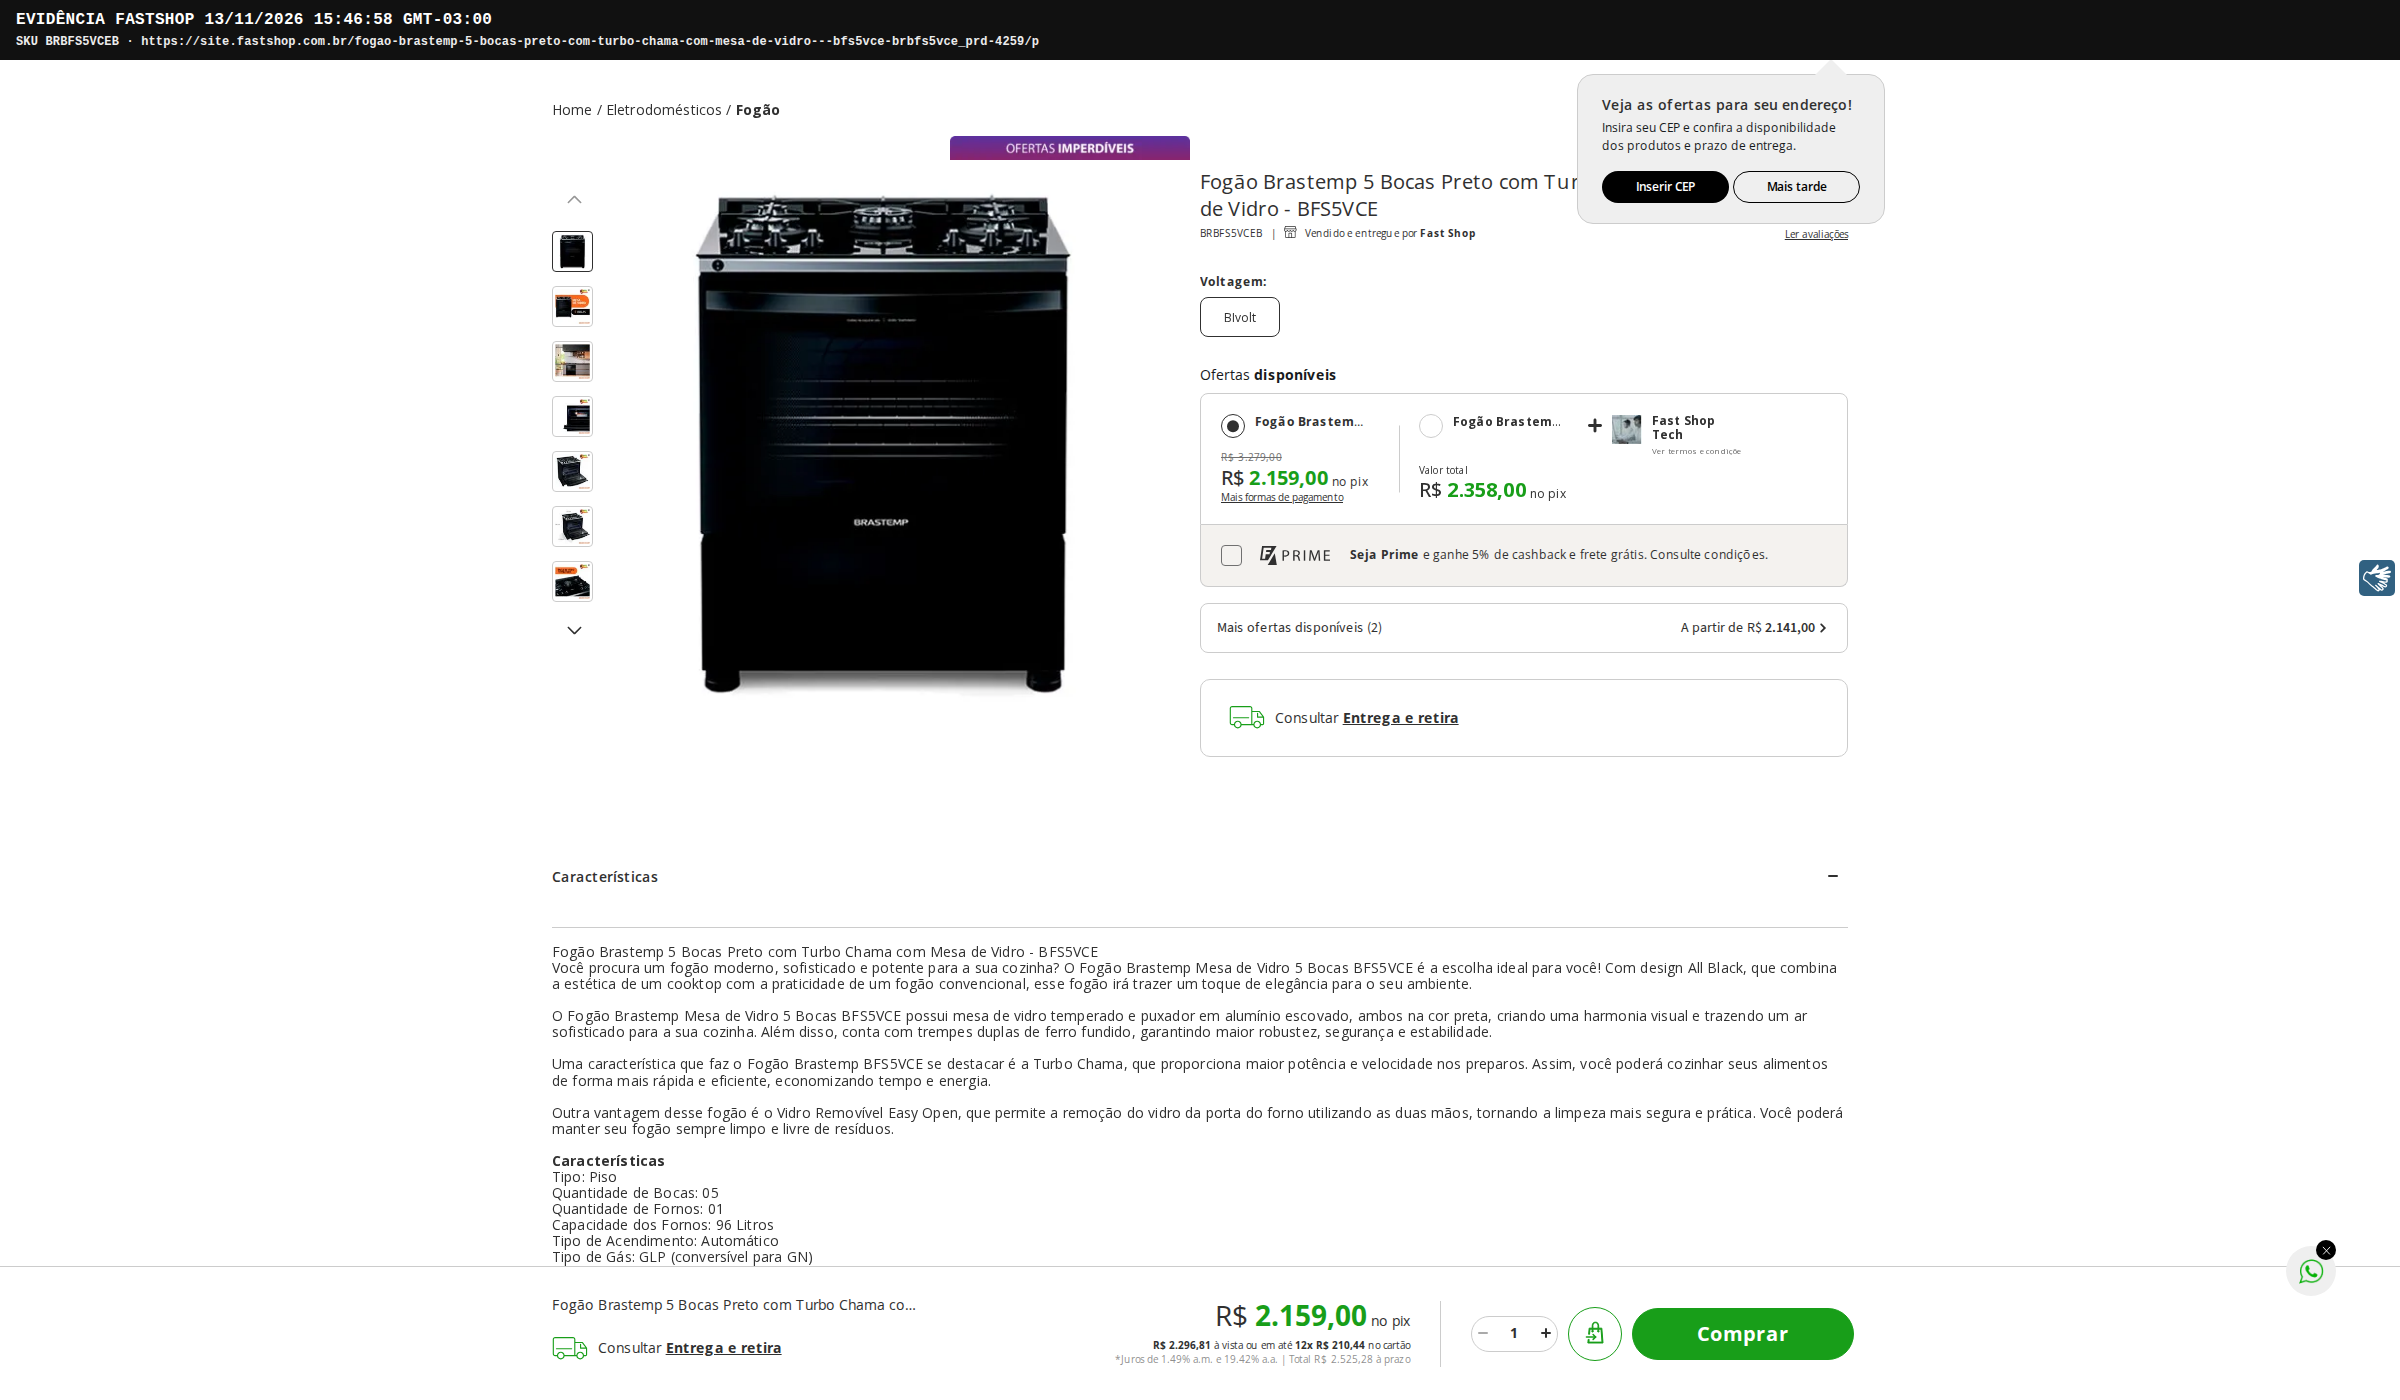 EVIDÊNCIA FASTSHOP 13/11/2026 15:46:58 GMT-03:00
SKU BRBFS5VCEB · https://site.fastshop.com.br/fogao-brastemp-5-bocas-preto-com-turbo-chama-com-mesa-de-vidro---bfs5vce-brbfs5vce_prd-4259/p
Home / Eletrodomésticos / Fogão
Veja as ofertas para seu endereço!
Insira seu CEP e confira a disponibilidade
dos produtos e prazo de entrega.
Inserir CEP
Mais tarde
OFERTAS IMPERDÍVEIS
Fogão Brastemp 5 Bocas Preto com Tur
de Vidro - BFS5VCE
BRBFS5VCEB | Vendido e entregue por Fast Shop
Ler avaliações
Voltagem:
BIvolt
Ofertas disponíveis
Fogão Brastem...
R$ 3.279,00
R$ 2.159,00 no pix
Mais formas de pagamento
Fogão Brastem...
+
Fast Shop
Tech
Ver termos e condiçõe
Valor total
R$ 2.358,00 no pix
PRIME
Seja Prime e ganhe 5% de cashback e frete grátis. Consulte condições.
Mais ofertas disponíveis (2)
A partir de R$ 2.141,00
Consultar Entrega e retira
BRASTEMP
Características
Fogão Brastemp 5 Bocas Preto com Turbo Chama com Mesa de Vidro - BFS5VCE
Você procura um fogão moderno, sofisticado e potente para a sua cozinha? O Fogão Brastemp Mesa de Vidro 5 Bocas BFS5VCE é a escolha ideal para você! Com design All Black, que combina
a estética de um cooktop com a praticidade de um fogão convencional, esse fogão irá trazer um toque de elegância para o seu ambiente.
O Fogão Brastemp Mesa de Vidro 5 Bocas BFS5VCE possui mesa de vidro temperado e puxador em alumínio escovado, ambos na cor preta, criando uma harmonia visual e trazendo um ar
sofisticado para a sua cozinha. Além disso, conta com trempes duplas de ferro fundido, garantindo maior robustez, segurança e estabilidade.
Uma característica que faz o Fogão Brastemp BFS5VCE se destacar é a Turbo Chama, que proporciona maior potência e velocidade nos preparos. Assim, você poderá cozinhar seus alimentos
de forma mais rápida e eficiente, economizando tempo e energia.
Outra vantagem desse fogão é o Vidro Removível Easy Open, que permite a remoção do vidro da porta do forno utilizando as duas mãos, tornando a limpeza mais segura e prática. Você poderá
manter seu fogão sempre limpo e livre de resíduos.
Características
Tipo: Piso
Quantidade de Bocas: 05
Quantidade de Fornos: 01
Capacidade dos Fornos: 96 Litros
Tipo de Acendimento: Automático
Tipo de Gás: GLP (conversível para GN)
Fogão Brastemp 5 Bocas Preto com Turbo Chama co...
Consultar Entrega e retira
R$ 2.159,00 no pix
R$ 2.296,81 à vista ou em até 12x R$ 210,44 no cartão
*Juros de 1.49% a.m. e 19.42% a.a. | Total R$ 2.525,28 à prazo
1
Comprar